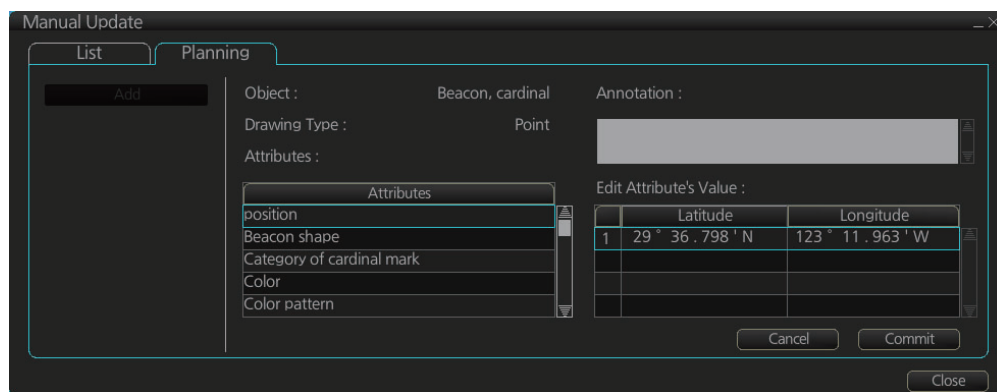 Manual Update
List Planning
Add
Object : Beacon, cardinal
Annotation :
Drawing Type : Point
Attributes :
Edit Attribute's Value :
Attributes
position
Beacon shape
Category of cardinal mark
Color
Color pattern
Latitude Longitude
1 29 ° 36 . 798 ' N 123 ° 11 . 963 ' W
Cancel Commit
Close